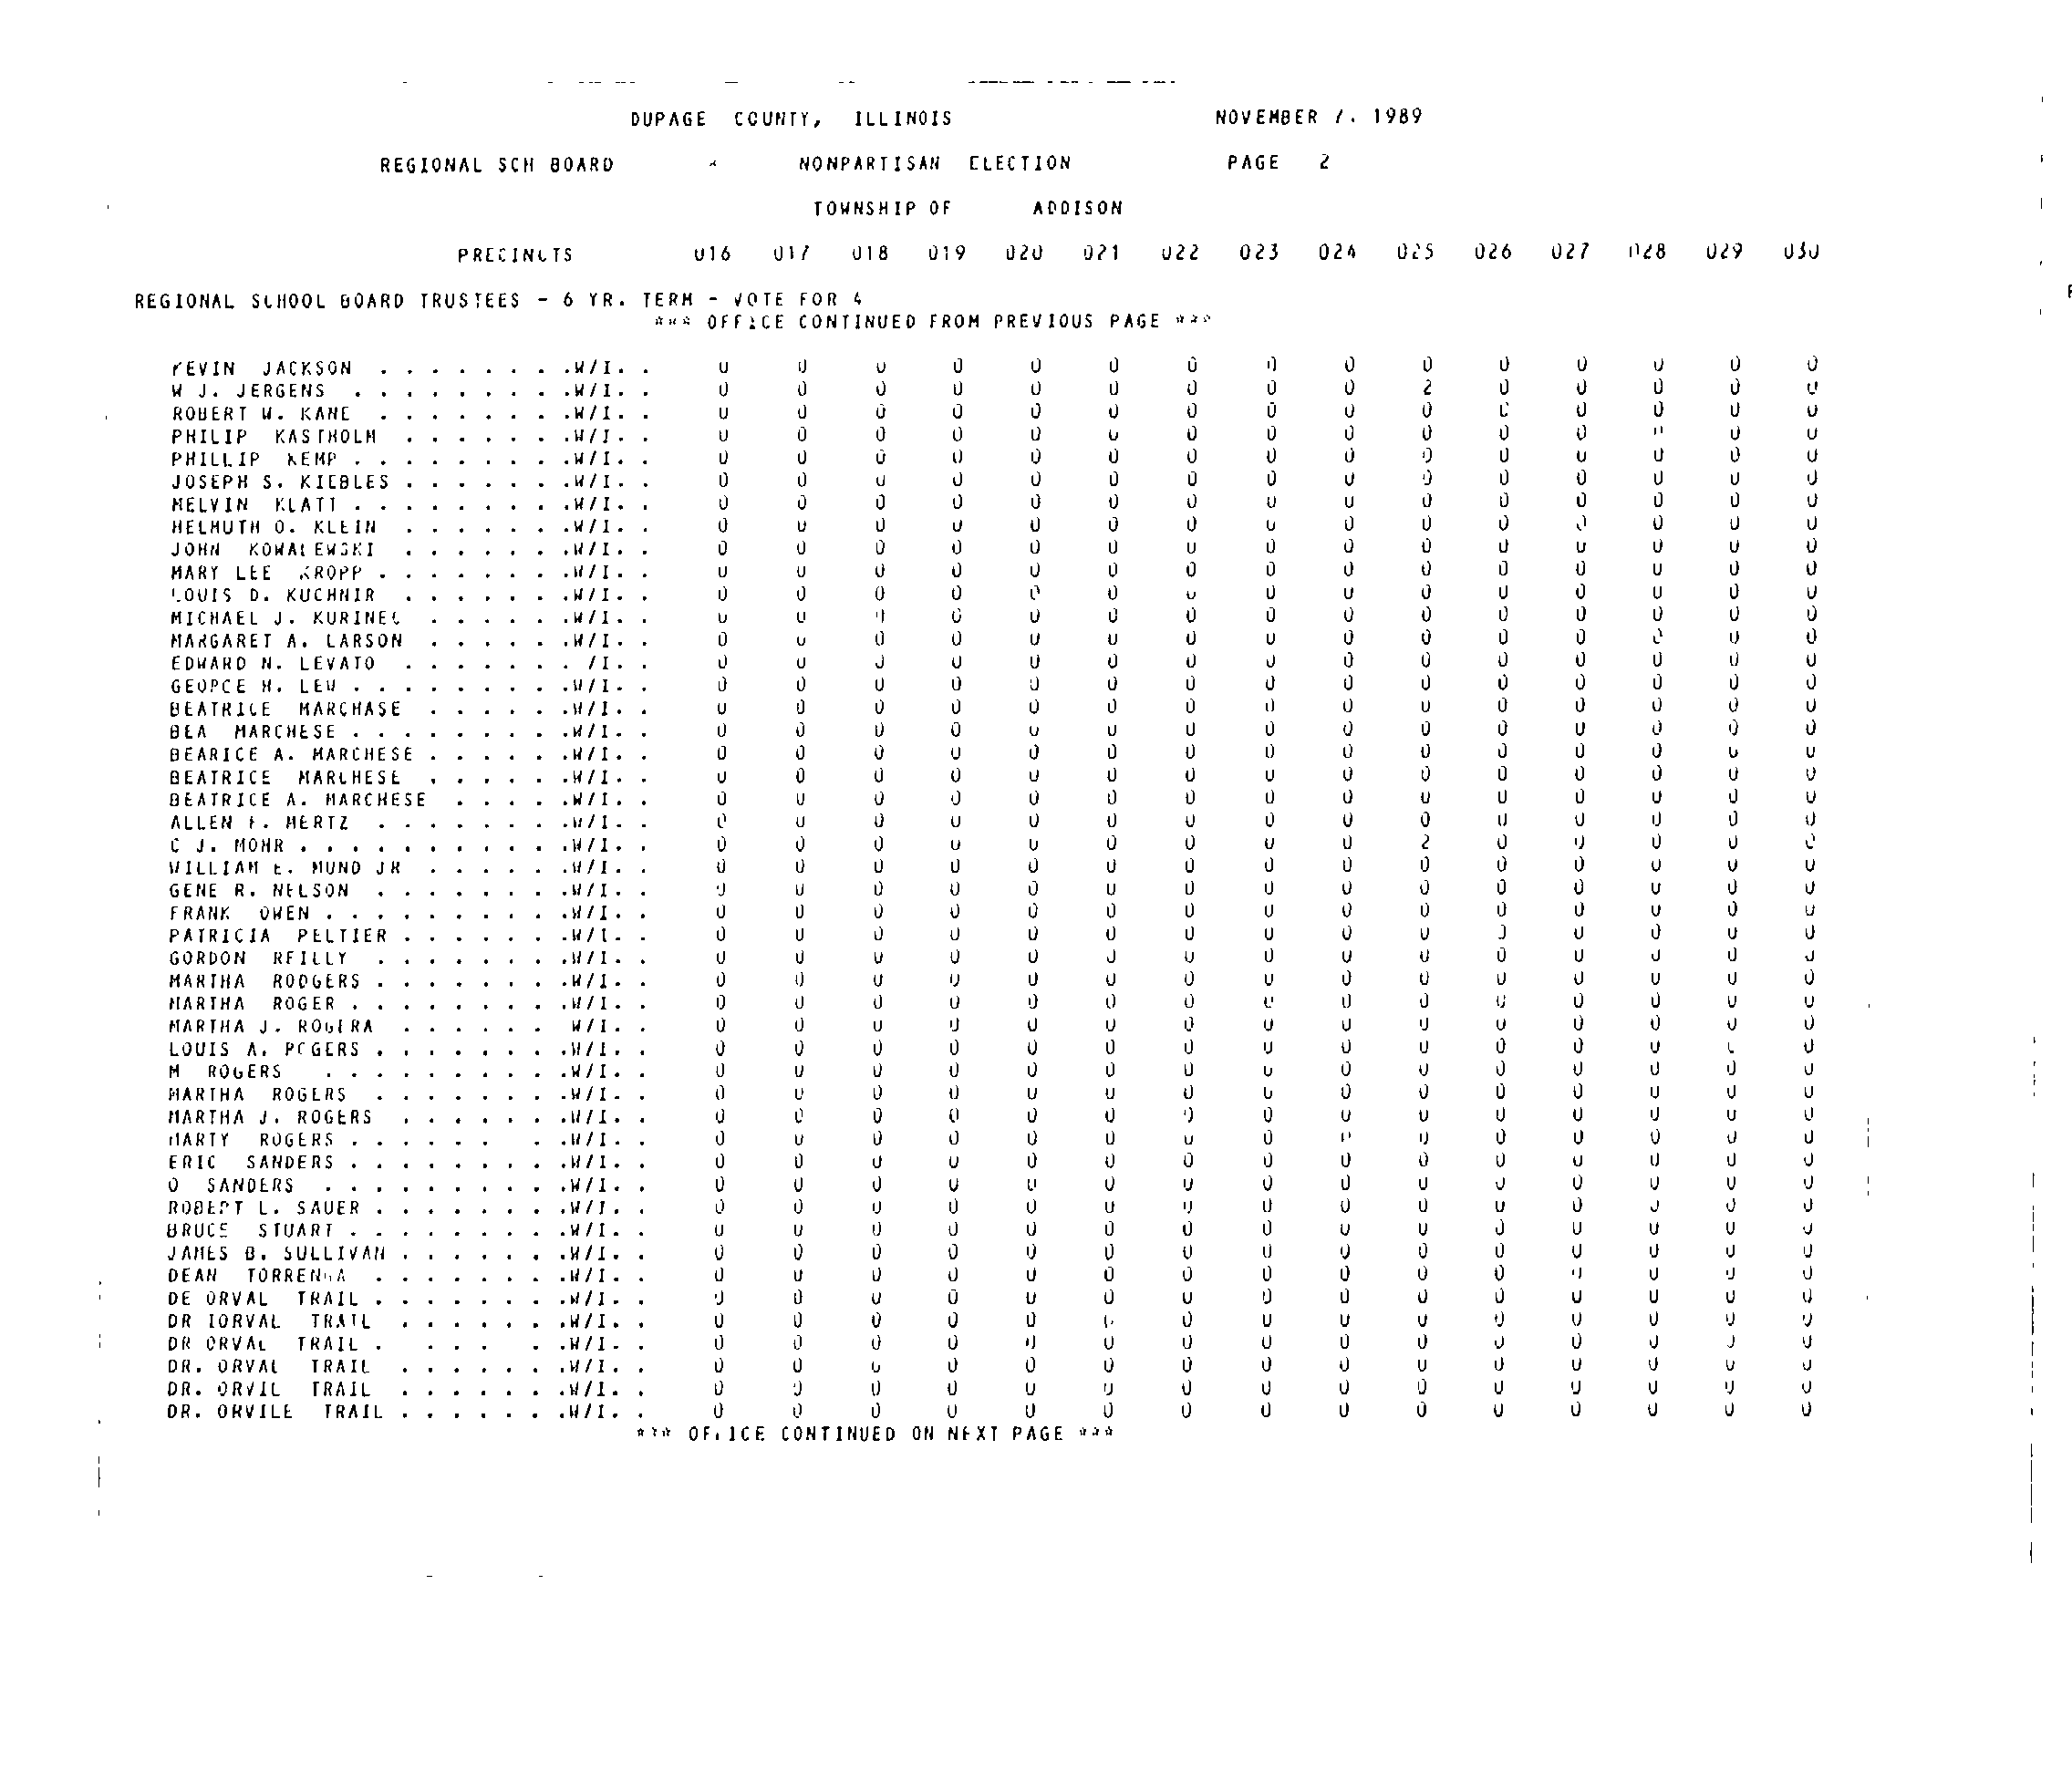 DUPAGE COUNTY, ILLINOIS NOVEMBER 7. 1989
REGIONAL SCH BOARD * NONPARTISAN ELECTION PAGE 2
TOWNSHIP OF ADDISON
PRECINCTS 016 017 018 019 020 021 022 023 024 025 026 027 028 029 030
REGIONAL SCHOOL BOARD TRUSTEES - 6 YR. TERM - VOTE FOR 4
*** OFFICE CONTINUED FROM PREVIOUS PAGE ***
KEVIN JACKSON . . . . . . . .W/I. . 0 0 0 0 0 0 0 0 0 0 0 0 0 0 0
W J. JERGENS . . . . . . . . .W/I. . 0 0 0 0 0 0 0 0 0 2 0 0 0 0 0
ROBERT W. KANE . . . . . . . .W/I. . 0 0 0 0 0 0 0 0 0 0 0 0 0 0 0
PHILIP KASTHOLM . . . . . . .W/I. . 0 0 0 0 0 0 0 0 0 0 0 0 0 0 0
PHILLIP KEMP . . . . . . . . .W/I. . 0 0 0 0 0 0 0 0 0 0 0 0 0 0 0
JOSEPH S. KIEBLES . . . . . . .W/I. . 0 0 0 0 0 0 0 0 0 0 0 0 0 0 0
MELVIN KLATT . . . . . . . . .W/I. . 0 0 0 0 0 0 0 0 0 0 0 0 0 0 0
HELMUTH O. KLEIN . . . . . . .W/I. . 0 0 0 0 0 0 0 0 0 0 0 0 0 0 0
JOHN KOWALEWSKI . . . . . . .W/I. . 0 0 0 0 0 0 0 0 0 0 0 0 0 0 0
MARY LEE KROPP . . . . . . . .W/I. . 0 0 0 0 0 0 0 0 0 0 0 0 0 0 0
LOUIS D. KUCHNIR . . . . . . .W/I. . 0 0 0 0 0 0 0 0 0 0 0 0 0 0 0
MICHAEL J. KURINEC . . . . . .W/I. . 0 0 0 0 0 0 0 0 0 0 0 0 0 0 0
MARGARET A. LARSON . . . . . .W/I. . 0 0 0 0 0 0 0 0 0 0 0 0 0 0 0
EDWARD N. LEVATO . . . . . . . /I. . 0 0 0 0 0 0 0 0 0 0 0 0 0 0 0
GEORGE H. LEW . . . . . . . . .W/I. . 0 0 0 0 0 0 0 0 0 0 0 0 0 0 0
BEATRICE MARCHASE . . . . . .W/I. . 0 0 0 0 0 0 0 0 0 0 0 0 0 0 0
BEA MARCHESE . . . . . . . . .W/I. . 0 0 0 0 0 0 0 0 0 0 0 0 0 0 0
BEARICE A. MARCHESE . . . . . .W/I. . 0 0 0 0 0 0 0 0 0 0 0 0 0 0 0
BEATRICE MARCHESE . . . . . .W/I. . 0 0 0 0 0 0 0 0 0 0 0 0 0 0 0
BEATRICE A. MARCHESE . . . . .W/I. . 0 0 0 0 0 0 0 0 0 0 0 0 0 0 0
ALLEN F. MERTZ . . . . . . . .W/I. . 0 0 0 0 0 0 0 0 0 0 0 0 0 0 0
C J. MOHR . . . . . . . . . . .W/I. . 0 0 0 0 0 0 0 0 0 2 0 0 0 0 0
WILLIAM E. MUND JR . . . . . .W/I. . 0 0 0 0 0 0 0 0 0 0 0 0 0 0 0
GENE R. NELSON . . . . . . . .W/I. . 0 0 0 0 0 0 0 0 0 0 0 0 0 0 0
FRANK OWEN . . . . . . . . . .W/I. . 0 0 0 0 0 0 0 0 0 0 0 0 0 0 0
PATRICIA PELTIER . . . . . . .W/I. . 0 0 0 0 0 0 0 0 0 0 0 0 0 0 0
GORDON REILLY . . . . . . . .W/I. . 0 0 0 0 0 0 0 0 0 0 0 0 0 0 0
MARTHA RODGERS . . . . . . . .W/I. . 0 0 0 0 0 0 0 0 0 0 0 0 0 0 0
MARTHA ROGER . . . . . . . . .W/I. . 0 0 0 0 0 0 0 0 0 0 0 0 0 0 0
MARTHA J. ROGERA . . . . . . W/I. . 0 0 0 0 0 0 0 0 0 0 0 0 0 0 0
LOUIS A. ROGERS . . . . . . . .W/I. . 0 0 0 0 0 0 0 0 0 0 0 0 0 0 0
M ROGERS . . . . . . . . . .W/I. . 0 0 0 0 0 0 0 0 0 0 0 0 0 0 0
MARTHA ROGERS . . . . . . . .W/I. . 0 0 0 0 0 0 0 0 0 0 0 0 0 0 0
MARTHA J. ROGERS . . . . . . .W/I. . 0 0 0 0 0 0 0 0 0 0 0 0 0 0 0
MARTY ROGERS . . . . . . . .W/I. . 0 0 0 0 0 0 0 0 0 0 0 0 0 0 0
ERIC SANDERS . . . . . . . . .W/I. . 0 0 0 0 0 0 0 0 0 0 0 0 0 0 0
O SANDERS . . . . . . . . . .W/I. . 0 0 0 0 0 0 0 0 0 0 0 0 0 0 0
ROBERT L. SAUER . . . . . . . .W/I. . 0 0 0 0 0 0 0 0 0 0 0 0 0 0 0
BRUCE STUART . . . . . . . . .W/I. . 0 0 0 0 0 0 0 0 0 0 0 0 0 0 0
JAMES B. SULLIVAN . . . . . . .W/I. . 0 0 0 0 0 0 0 0 0 0 0 0 0 0 0
DEAN . . . . . . . .W/I. . 0 0 0 0 0 0 0 0 0 0 0 0 0 0 0
DE ORVAL TRAIL . . . . . . . .W/I. . 0 0 0 0 0 0 0 0 0 0 0 0 0 0 0
DR IORVAL TRAIL . . . . . . .W/I. . 0 0 0 0 0 0 0 0 0 0 0 0 0 0 0
DR ORVAL TRAIL . . . . . .W/I. . 0 0 0 0 0 0 0 0 0 0 0 0 0 0 0
DR. ORVAL TRAIL . . . . . . .W/I. . 0 0 0 0 0 0 0 0 0 0 0 0 0 0 0
DR. ORVIL TRAIL . . . . . . .W/I. . 0 0 0 0 0 0 0 0 0 0 0 0 0 0 0
DR. ORVILE TRAIL . . . . . . .W/I. . 0 0 0 0 0 0 0 0 0 0 0 0 0 0 0
*** OFFICE CONTINUED ON NEXT PAGE ***